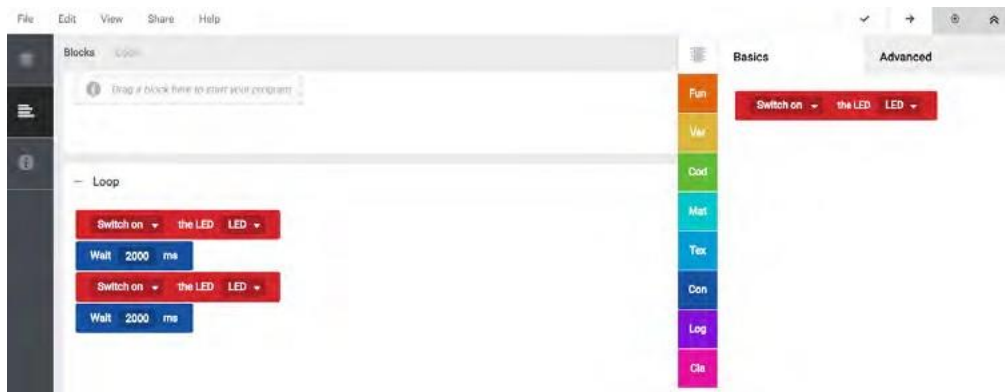 File Edit View Share Help
Blocks Code
Drag a block here to start your program
Loop
Switch on the LED LED
Wait 2000 ms
Switch on the LED LED
Wait 2000 ms
Fun
Var
Cod
Mat
Tex
Con
Log
Cla
Basics Advanced
Switch on the LED LED